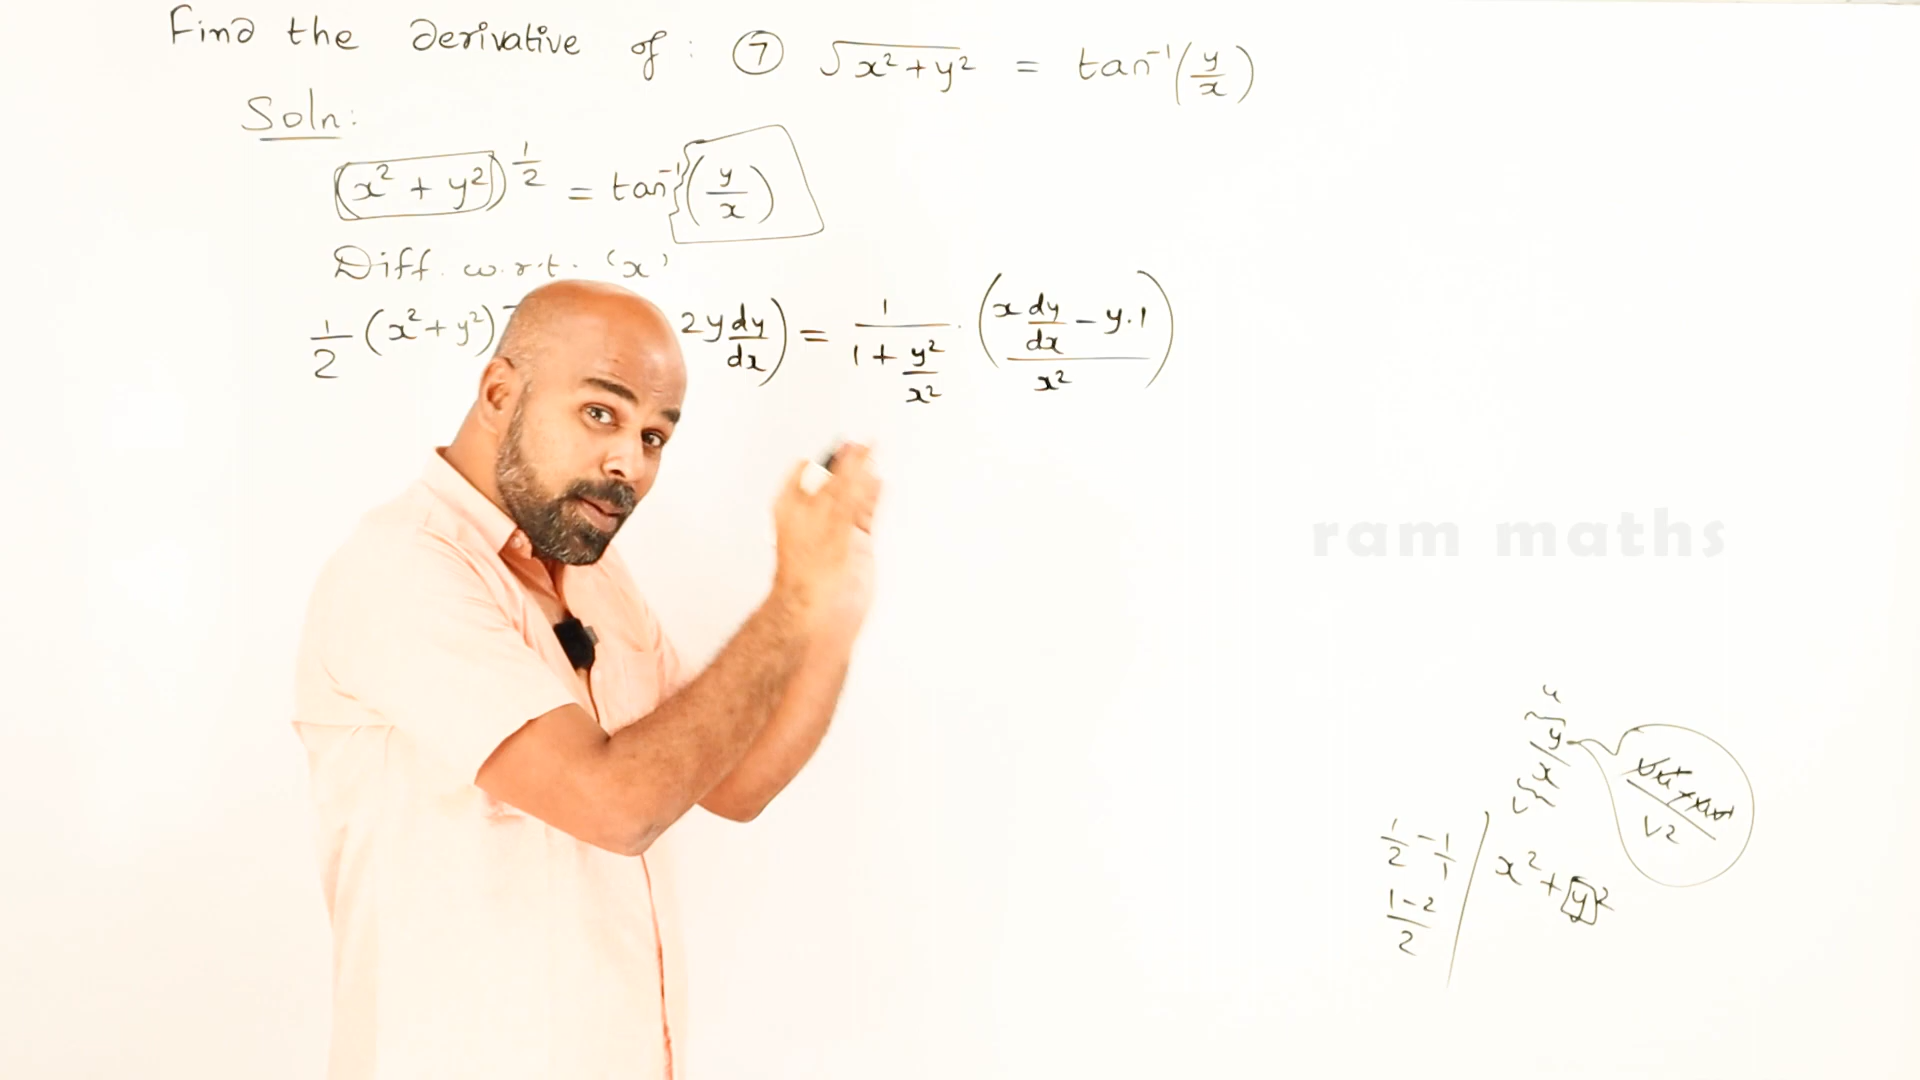 Find the derivative of : ⑦ √x²+y² = tan⁻¹(y/x)
Soln:
(x² + y²)^1/2 = tan⁻¹{(y/x)
Diff. w.r.t. 'x'
1/2 (x²+y²) 2y dy/dx) = 1/(1 + y²/x²) . (x dy/dx - y.1)/x²
ram maths
u
y/x
v
v²
1/2 - 1/1
1-2/2
x² + y²